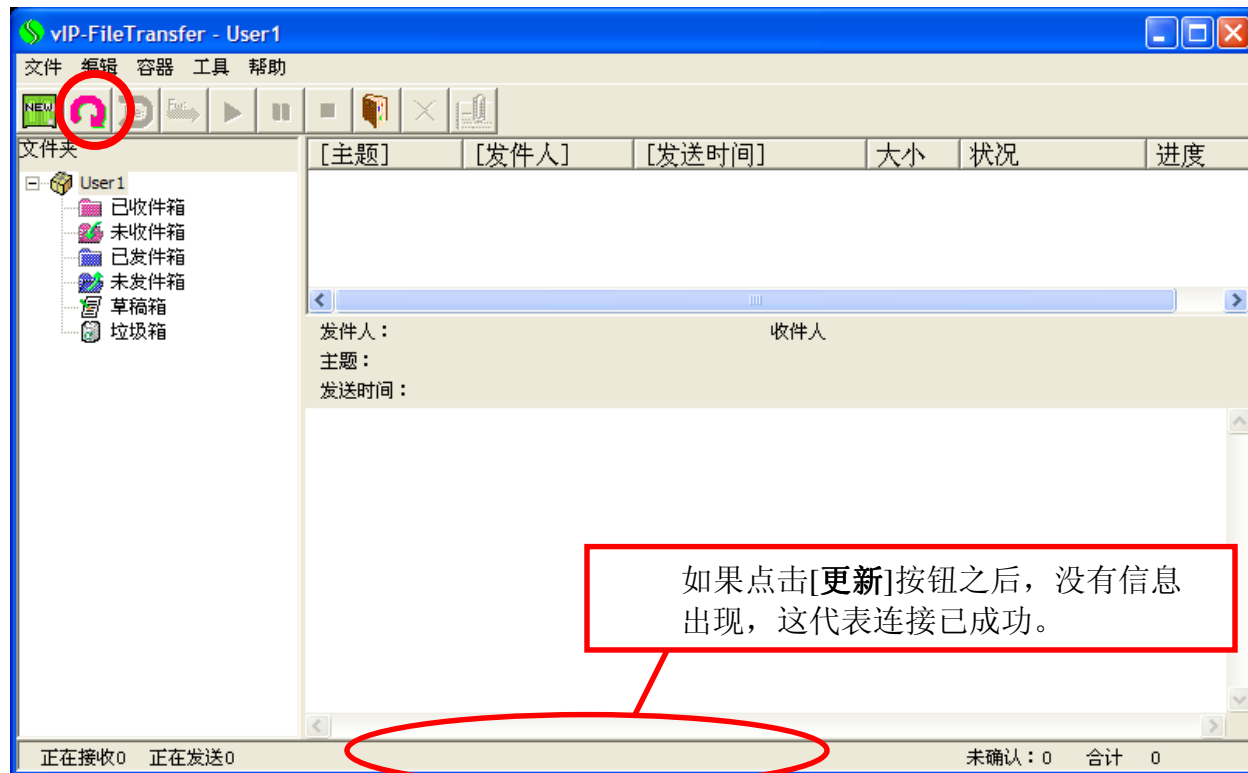 vIP-FileTransfer - User1
文件 编辑 容器 工具 帮助
NEW
文件夹
[主题] [发件人] [发送时间] 大小 状况 进度
User1
已收件箱
未收件箱
已发件箱
未发件箱
草稿箱
垃圾箱
发件人： 收件人
主题：
发送时间：
如果点击[更新]按钮之后，没有信息
出现，这代表连接已成功。
正在接收0 正在发送0 未确认：0 合计 0